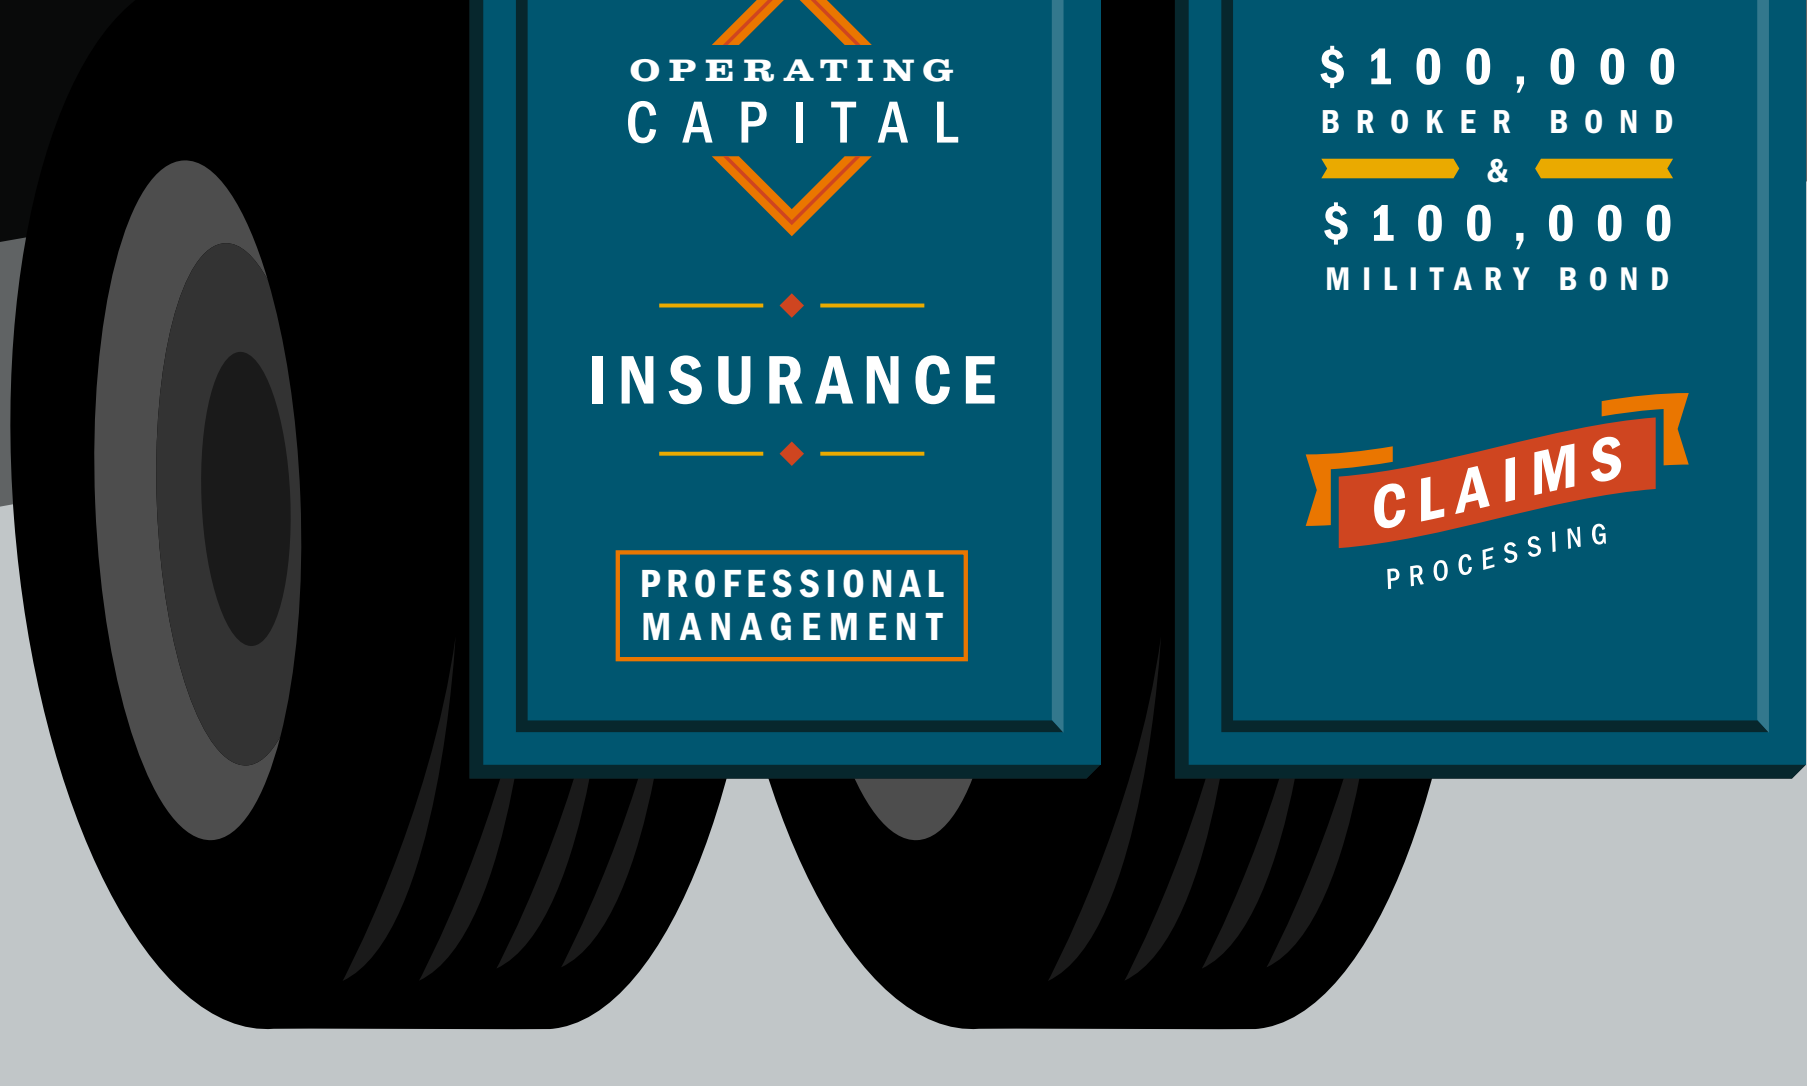 OPERATING
CAPITAL
INSURANCE
PROFESSIONAL
MANAGEMENT
$100,000
BROKER BOND
&
$100,000
MILITARY BOND
CLAIMS
PROCESSING